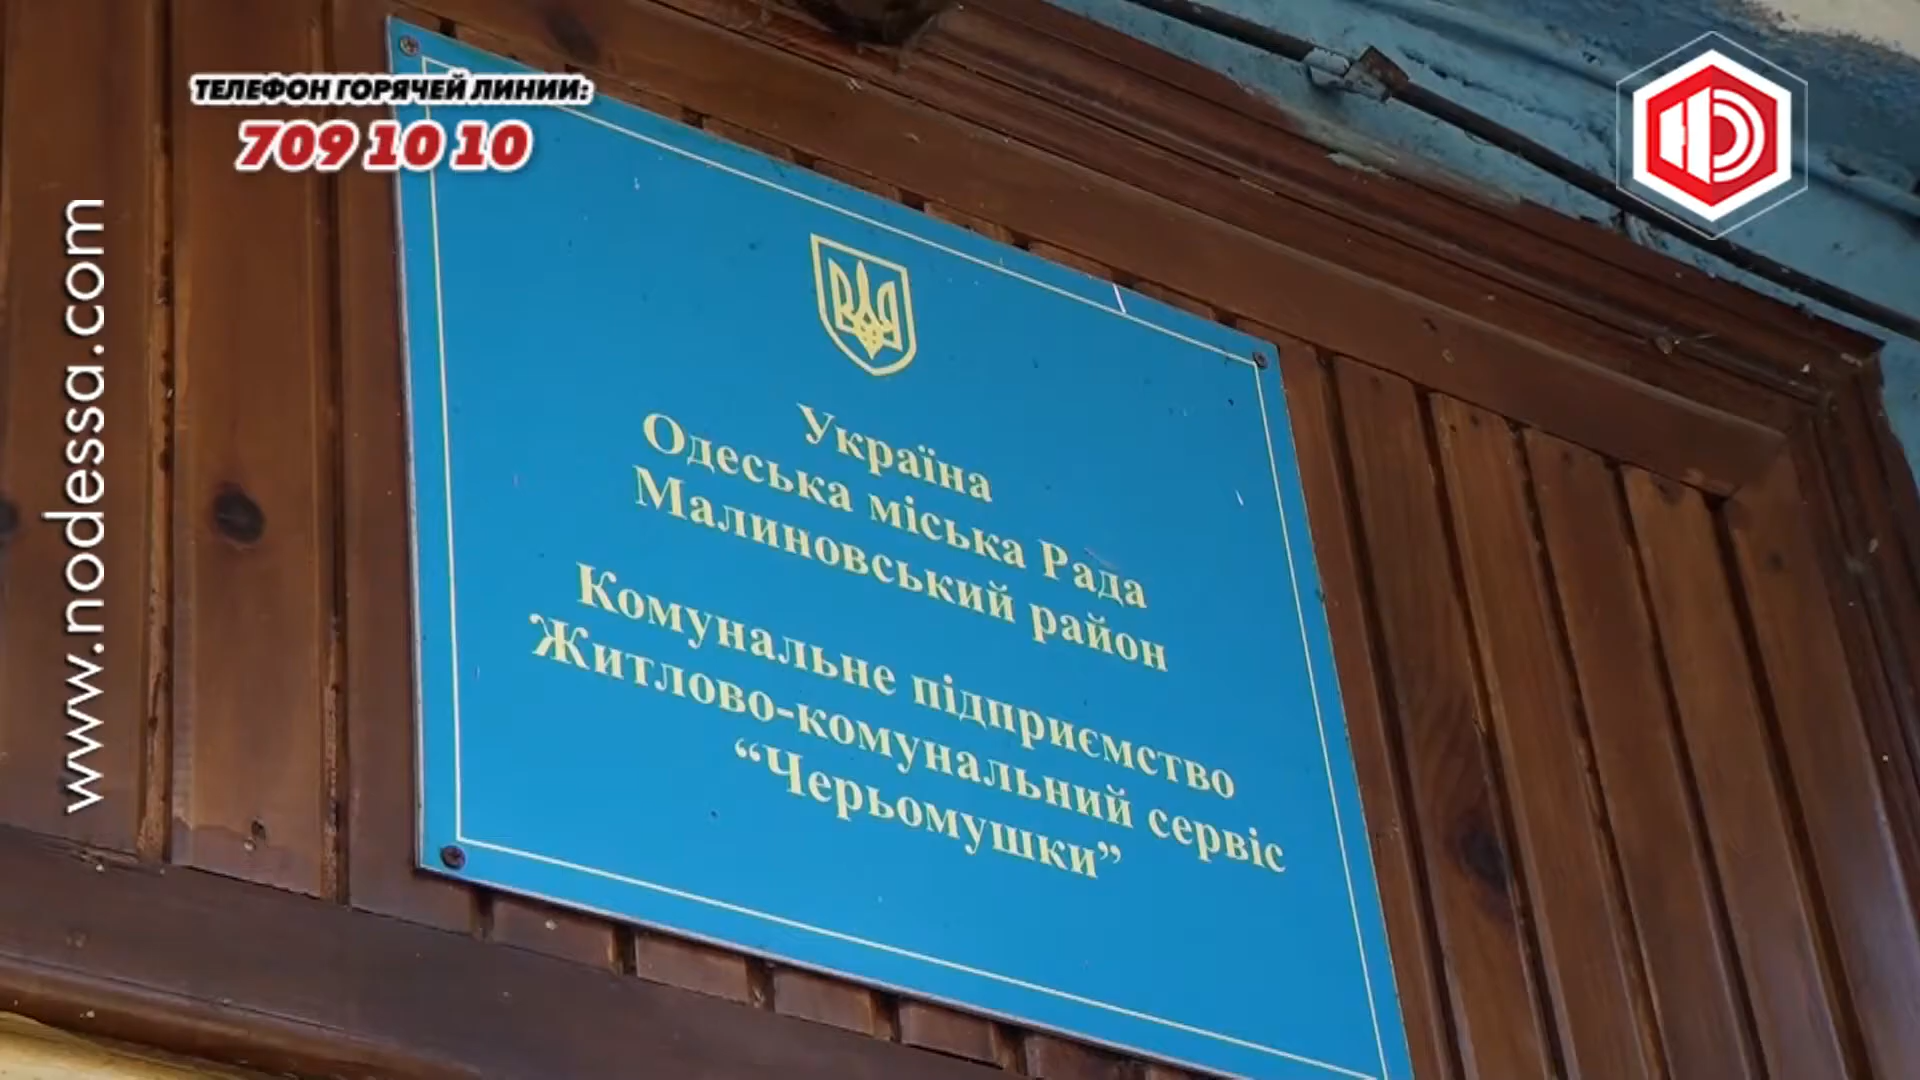 ТЕЛЕФОН ГОРЯЧЕЙ ЛИНИИ:
709 10 10
www.nodessa.com
Україна
Одеська міська Рада
Малиновський район
Комунальне підприємство
Житлово-комунальний сервіс
“Черьомушки”